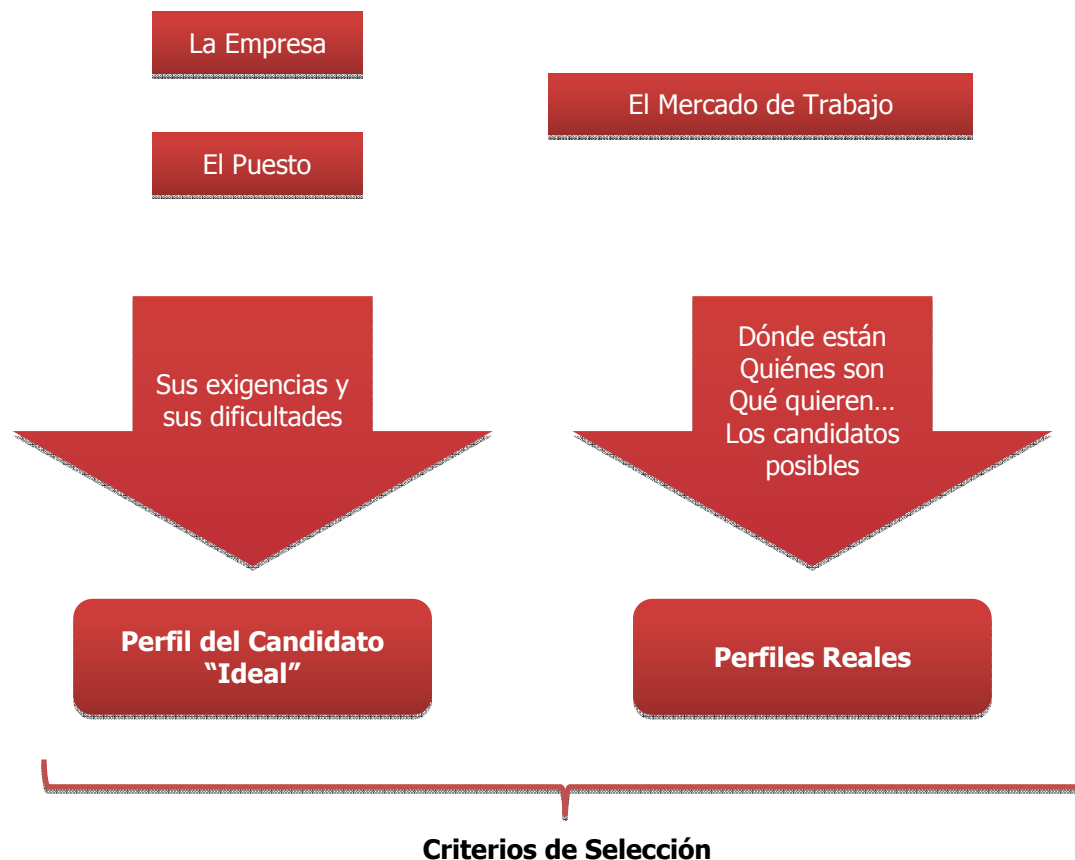 La Empresa
El Puesto
El Mercado de Trabajo
Sus exigencias y
sus dificultades
Dónde están
Quiénes son
Qué quieren…
Los candidatos
posibles
Perfil del Candidato
“Ideal”
Perfiles Reales
Criterios de Selección